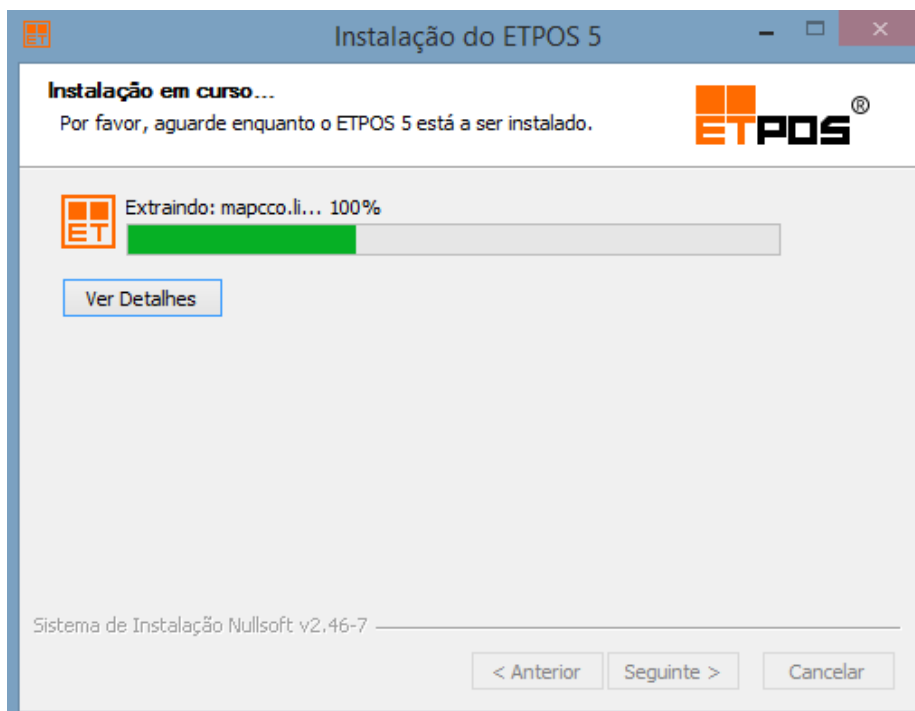 ET
Instalação do ETPOS 5
Instalação em curso...
Por favor, aguarde enquanto o ETPOS 5 está a ser instalado.
ETPOS®
ET
Extraindo: mapcco.li... 100%
Ver Detalhes
Sistema de Instalação Nullsoft v2.46-7
< Anterior Seguinte > Cancelar